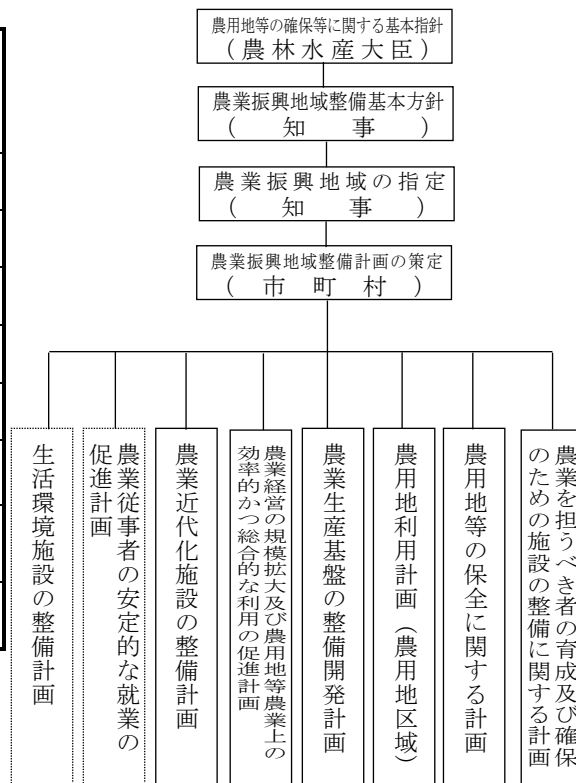 農用地等の確保等に関する基本指針
(農林水産大臣)
農業振興地域整備基本方針
(知事)
農業振興地域の指定
(知事)
農業振興地域整備計画の策定
(市町村)
農業を担うべき者の育成及び確保
のための施設の整備に関する計画
農用地等の保全に関する計画
農用地利用計画(農用地区域)
農業生産基盤の整備開発計画
農業経営の規模拡大及び農用地等農業上の
効率的かつ総合的な利用の促進計画
農業近代化施設の整備計画
農業従事者の安定的な就業の
促進計画
生活環境施設の整備計画